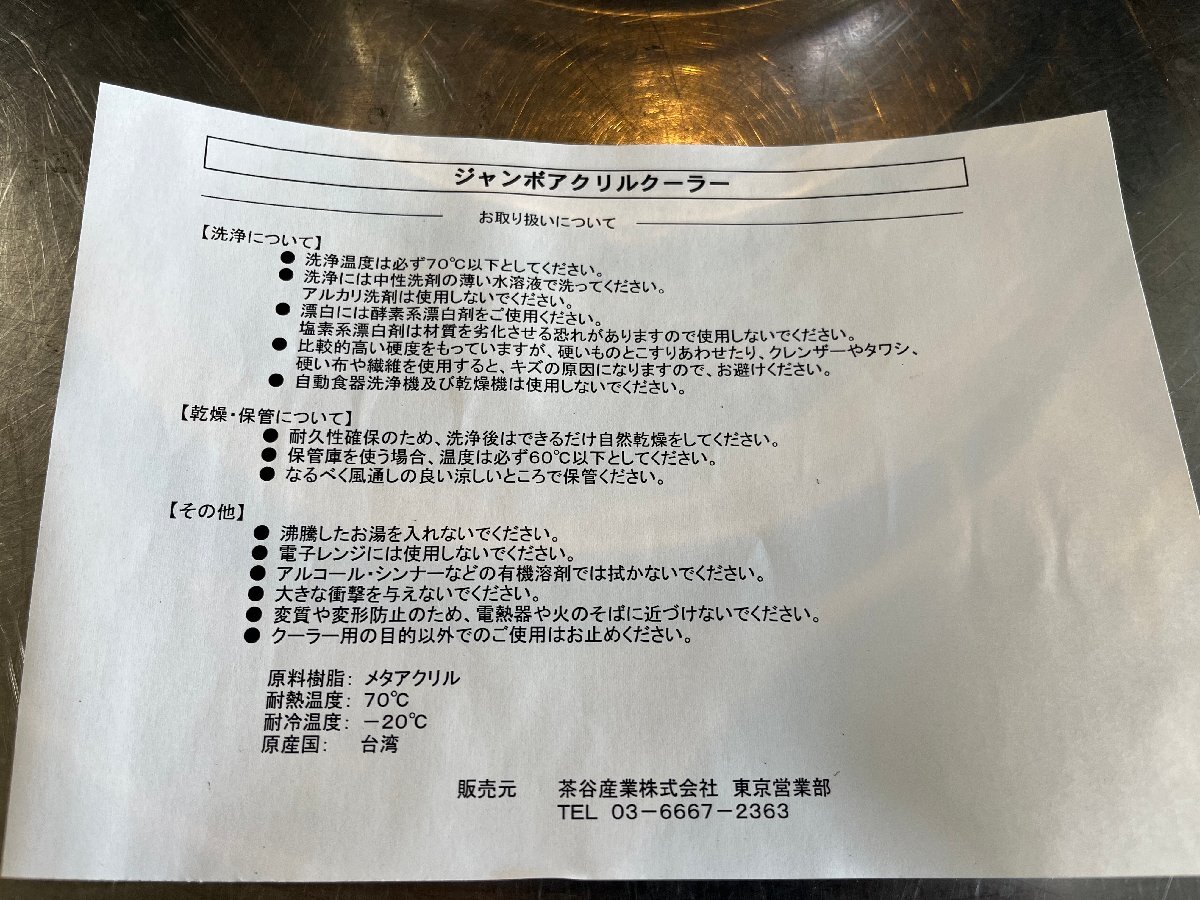 ジャンボアクリルクーラー
お取り扱いについて
【洗浄について】
● 洗浄温度は必ず70℃以下としてください。
● 洗浄には中性洗剤の薄い水溶液で洗ってください。
アルカリ洗剤は使用しないでください。
● 漂白には酵素系漂白剤をご使用ください。
塩素系漂白剤は材質を劣化させる恐れがありますので使用しないでください。
● 比較的高い硬度をもっていますが、硬いものとこすりあわせたり、クレンザーやタワシ、
硬い布や繊維を使用すると、キズの原因になりますので、お避けください。
● 自動食器洗浄機及び乾燥機は使用しないでください。
【乾燥・保管について】
● 耐久性確保のため、洗浄後はできるだけ自然乾燥をしてください。
● 保管庫を使う場合、温度は必ず60℃以下としてください。
● なるべく風通しの良い涼しいところで保管ください。
【その他】
● 沸騰したお湯を入れないでください。
● 電子レンジには使用しないでください。
● アルコール・シンナーなどの有機溶剤では拭かないでください。
● 大きな衝撃を与えないでください。
● 変質や変形防止のため、電熱器や火のそばに近づけないでください。
● クーラー用の目的以外でのご使用はお止めください。
原料樹脂： メタアクリル
耐熱温度： 70℃
耐冷温度： －20℃
原産国： 台湾
販売元 茶谷産業株式会社 東京営業部
TEL 03－6667－2363